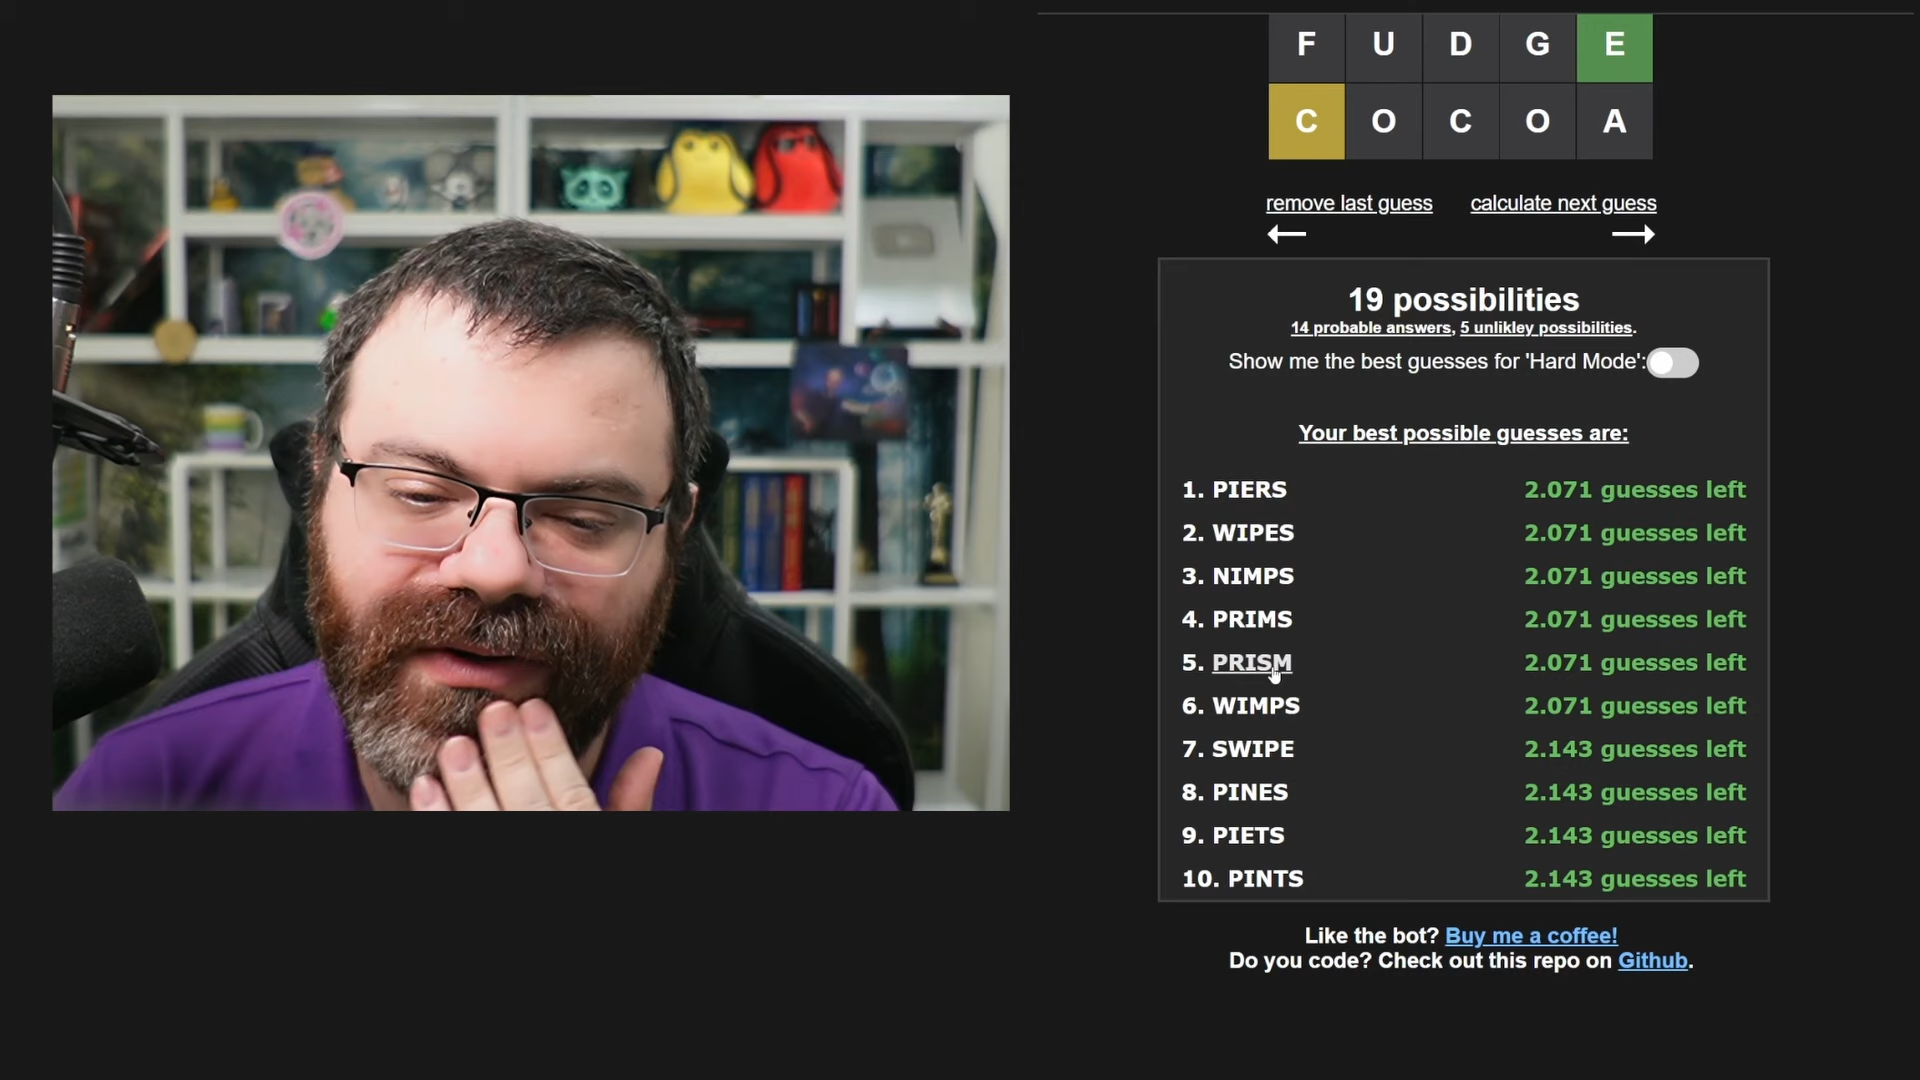 F U D G E
C O C O A
remove last guess calculate next guess
← →
19 possibilities
14 probable answers, 5 unlikley possibilities.
Show me the best guesses for 'Hard Mode':
Your best possible guesses are:
1. PIERS 2.071 guesses left
2. WIPES 2.071 guesses left
3. NIMPS 2.071 guesses left
4. PRIMS 2.071 guesses left
5. PRISM 2.071 guesses left
6. WIMPS 2.071 guesses left
7. SWIPE 2.143 guesses left
8. PINES 2.143 guesses left
9. PIETS 2.143 guesses left
10. PINTS 2.143 guesses left
Like the bot? Buy me a coffee!
Do you code? Check out this repo on Github.